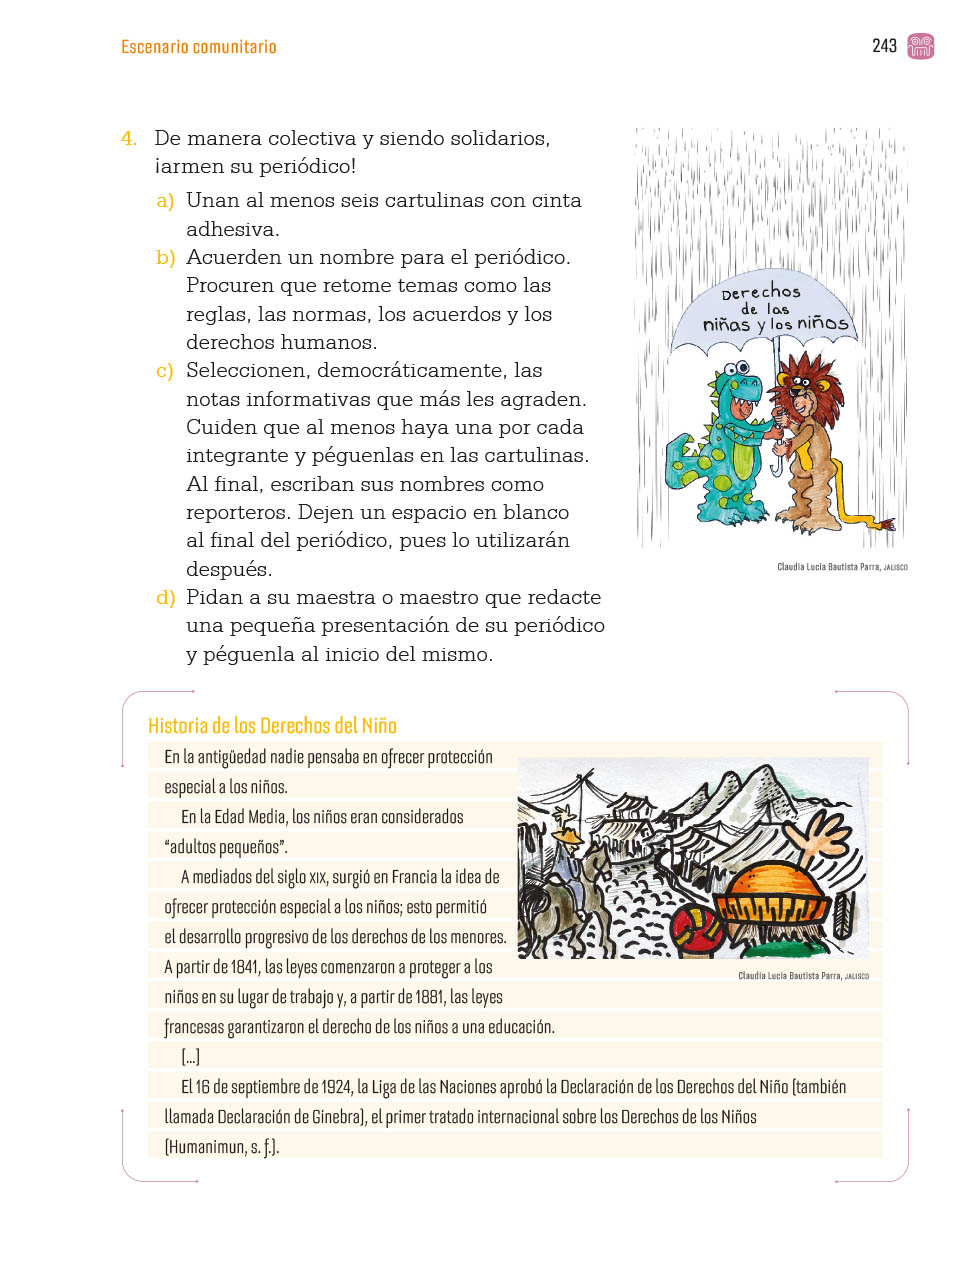 Escenario comunitario
243
4. De manera colectiva y siendo solidarios,
¡armen su periódico!
a) Unan al menos seis cartulinas con cinta
adhesiva.
b) Acuerden un nombre para el periódico.
Procuren que retome temas como las
reglas, las normas, los acuerdos y los
derechos humanos.
c) Seleccionen, democráticamente, las
notas informativas que más les agraden.
Cuiden que al menos haya una por cada
integrante y péguenlas en las cartulinas.
Al final, escriban sus nombres como
reporteros. Dejen un espacio en blanco
al final del periódico, pues lo utilizarán
después.
d) Pidan a su maestra o maestro que redacte
una pequeña presentación de su periódico
y péguenla al inicio del mismo.
Derechos
de las
niñas y los niños
Claudia Lucía Bautista Parra, JALISCO
Historia de los Derechos del Niño
En la antigüedad nadie pensaba en ofrecer protección
especial a los niños.
En la Edad Media, los niños eran considerados
“adultos pequeños”.
A mediados del siglo XIX, surgió en Francia la idea de
ofrecer protección especial a los niños; esto permitió
el desarrollo progresivo de los derechos de los menores.
A partir de 1841, las leyes comenzaron a proteger a los
niños en su lugar de trabajo y, a partir de 1881, las leyes
francesas garantizaron el derecho de los niños a una educación.
[...]
El 16 de septiembre de 1924, la Liga de las Naciones aprobó la Declaración de los Derechos del Niño (también
llamada Declaración de Ginebra), el primer tratado internacional sobre los Derechos de los Niños
(Humanimun, s. f.).
Claudia Lucía Bautista Parra, JALISCO